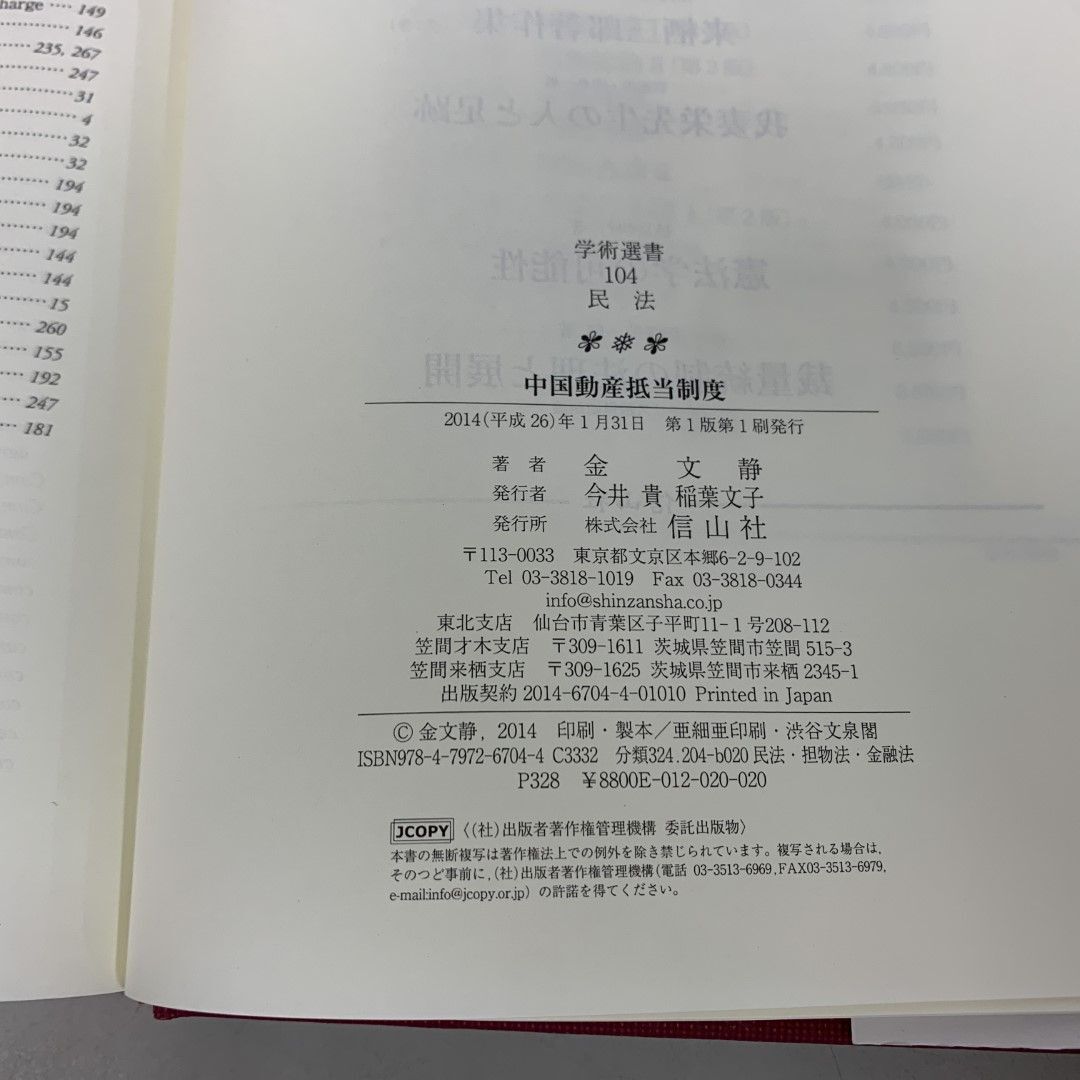 harge ···· 149
146
235, 267
247
31
4
32
32
194
194
194
144
144
15
260
155
192
247
181
学術選書
104
民 法
中国動産抵当制度
2014(平成26)年1月31日 第1版第1刷発行
著 者 金 文 静
発行者 今井 貴 稲葉文子
発行所 株式会社 信山社
〒113-0033 東京都文京区本郷6-2-9-102
Tel 03-3818-1019 Fax 03-3818-0344
info@shinzansha.co.jp
東北支店 仙台市青葉区子平町11-1号208-112
笠間才木支店 〒309-1611 茨城県笠間市笠間 515-3
笠間来栖支店 〒309-1625 茨城県笠間市来栖 2345-1
出版契約 2014-6704-4-01010 Printed in Japan
© 金文静, 2014 印刷・製本／亜細亜印刷・渋谷文泉閣
ISBN978-4-7972-6704-4 C3332 分類324.204-b020 民法・担物法・金融法
P328 ¥8800E-012-020-020
JCOPY 〈(社)出版者著作権管理機構 委託出版物〉
本書の無断複写は著作権法上での例外を除き禁じられています。複写される場合は,
そのつど事前に,(社)出版者著作権管理機構(電話 03-3513-6969,FAX03-3513-6979,
e-mail:info@jcopy.or.jp) の許諾を得てください。